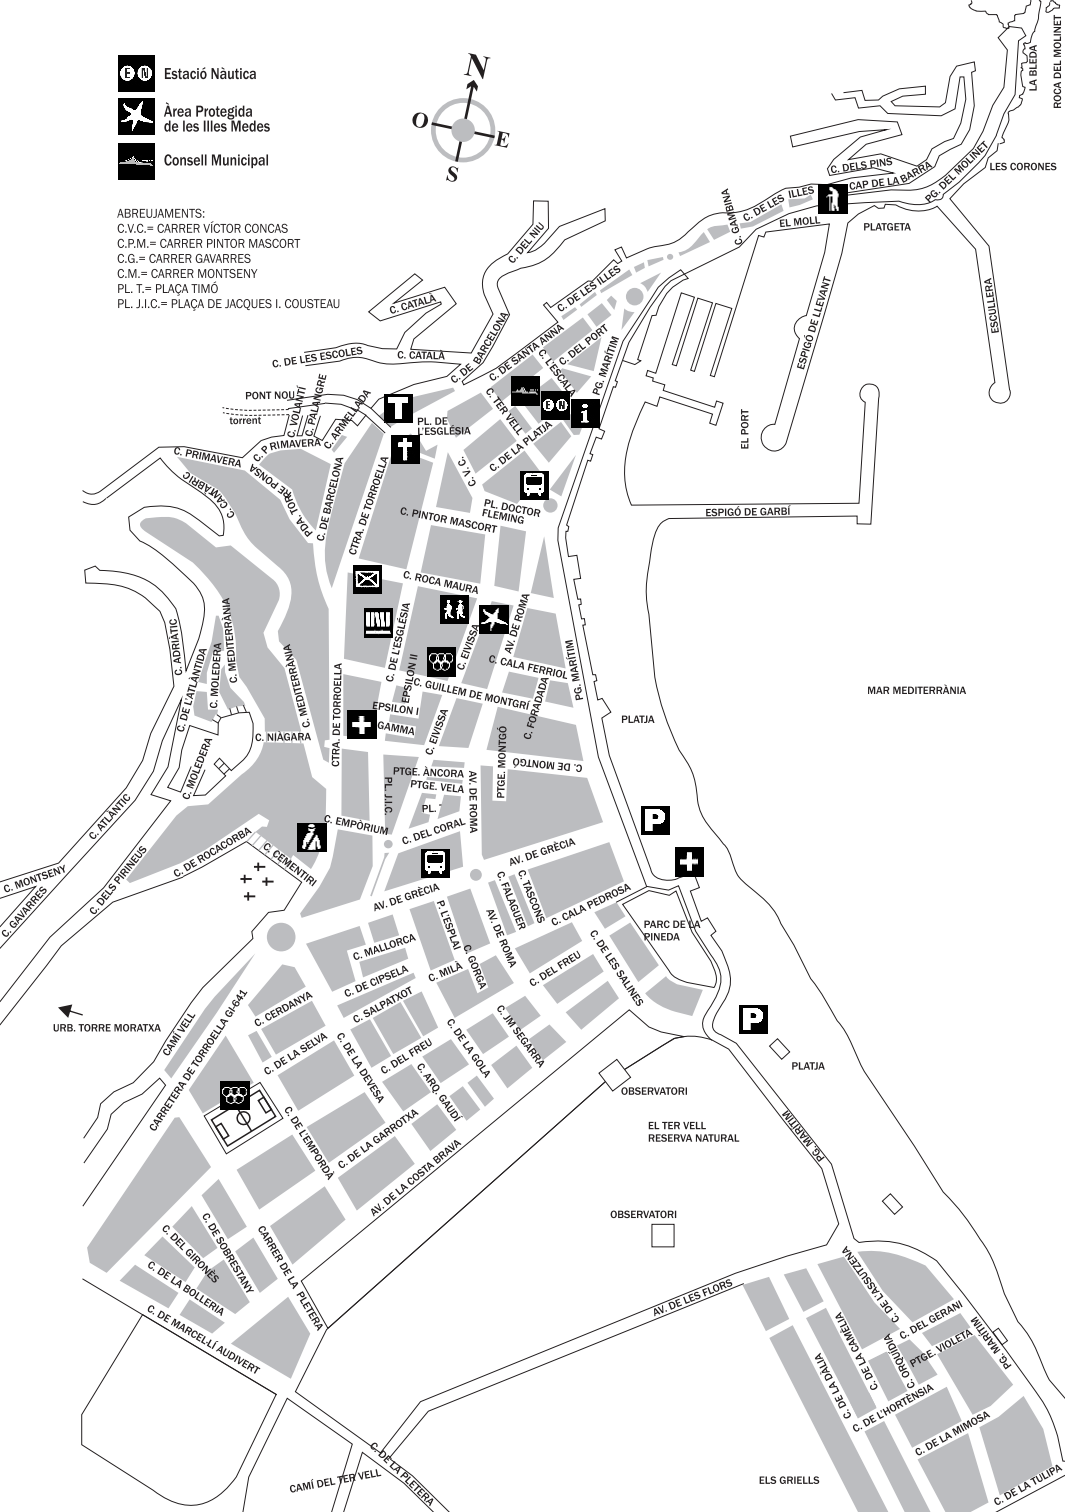 N
O
E
S
Estació Nàutica
Àrea Protegida
de les Illes Medes
Consell Municipal
ABREUJAMENTS:
C.V.C.= CARRER VÍCTOR CONCAS
C.P.M.= CARRER PINTOR MASCORT
C.G.= CARRER GAVARRES
C.M.= CARRER MONTSENY
PL. T.= PLAÇA TIMÓ
PL. J.I.C.= PLAÇA DE JACQUES I. COUSTEAU
LA BLEDA
ROCA DEL MOLINET
LES CORONES
PG. DEL MOLINET
C. DELS PINS
CAP DE LA BARRA
C. DE LES ILLES
C. GAMBINA
EL MOLL
PLATGETA
ESCULLERA
ESPIGÓ DE LLEVANT
EL PORT
ESPIGÓ DE GARBÍ
C. DEL NIU
C. DE LES ILLES
C. CATALÀ
C. CATALÀ
C. DE LES ESCOLES
C. DE BARCELONA
C. DE SANTA ANNA
C. DEL PORT
C. L'ESCALA
PG. MARÍTIM
C. TER VELL
C. DE LA PLATJA
EN
i
T
PL. DE
L'ESGLÉSIA
C. V. C.
PONT NOU
torrent
C. VOLANTÍ
C. PALANGRE
C. ARMELLADA
C. PRIMAVERA
C. PRIMAVERA
C. CANTÀBRIC
PDA. TORRE PONSA
C. DE BARCELONA
CTRA. DE TORROELLA
C. PINTOR MASCORT
PL. DOCTOR
FLEMING
C. ROCA MAURA
C. DE L'ESGLÉSIA
C. EIVISSA
AV. DE ROMA
C. CALA FERRIOL
PG. MARÍTIM
EPSILON II
C. GUILLEM DE MONTGRÍ
EPSILON I
GAMMA
C. FORADADA
C. EIVISSA
C. DE MONTGÓ
PTGE. MONTGÓ
PTGE. ÀNCORA
PTGE. VELA
PL. T
PL. J.I.C.
AV. DE ROMA
C. DEL CORAL
C. EMPÒRIUM
CTRA. DE TORROELLA
C. MEDITERRÀNIA
C. MEDITERRÀNIA
C. MOLEDERA
C. ADRIÀTIC
C. DE L'ATLÀNTIDA
C. NIÀGARA
C. MOLEDERA
C. ATLÀNTIC
C. MONTSENY
C. GAVARRES
C. DELS PIRINEUS
C. DE ROCACORBA
C. CEMENTIRI
MAR MEDITERRÀNIA
PLATJA
P
AV. DE GRÈCIA
AV. DE GRÈCIA
C. TASCONS
C. FALAGUER
C. CALA PEDROSA
PARC DE LA
PINEDA
P. L'ESPLAI
AV. DE ROMA
C. DE LES SALINES
C. MALLORCA
C. DE CIPSELA
C. MILÀ
C. GORGA
C. DEL FREU
C. SALPATXOT
C. CERDANYA
C. DE LA SELVA
C. DE LA DEVESA
C. DEL FREU
C. DE LA GOLA
C. JM SEGARRA
C. ARQ. GAUDÍ
P
PLATJA
URB. TORRE MORATXA
CAMÍ VELL
CARRETERA DE TORROELLA GI-641
C. DE L'EMPORDÀ
C. DE LA GARROTXA
AV. DE LA COSTA BRAVA
OBSERVATORI
EL TER VELL
RESERVA NATURAL
OBSERVATORI
PG. MARÍTIM
C. DE SOBRESTANY
C. DEL GIRONÈS
C. DE LA BOLLERIA
CARRER DE LA PLETERA
C. DE MARCEL·LÍ AUDIVERT
AV. DE LES FLORS
C. DE L'ASSUTZENA
C. DEL GERANI
PG. MARÍTIM
PTGE. VIOLETA
C. ORQUÍDIA
C. DE LA CAMÈLIA
C. DE LA DÀLIA
C. DE L'HORTÈNSIA
C. DE LA MIMOSA
C. DE LA TULIPA
ELS GRIELLS
C. DE LA PLETERA
CAMÍ DEL TER VELL